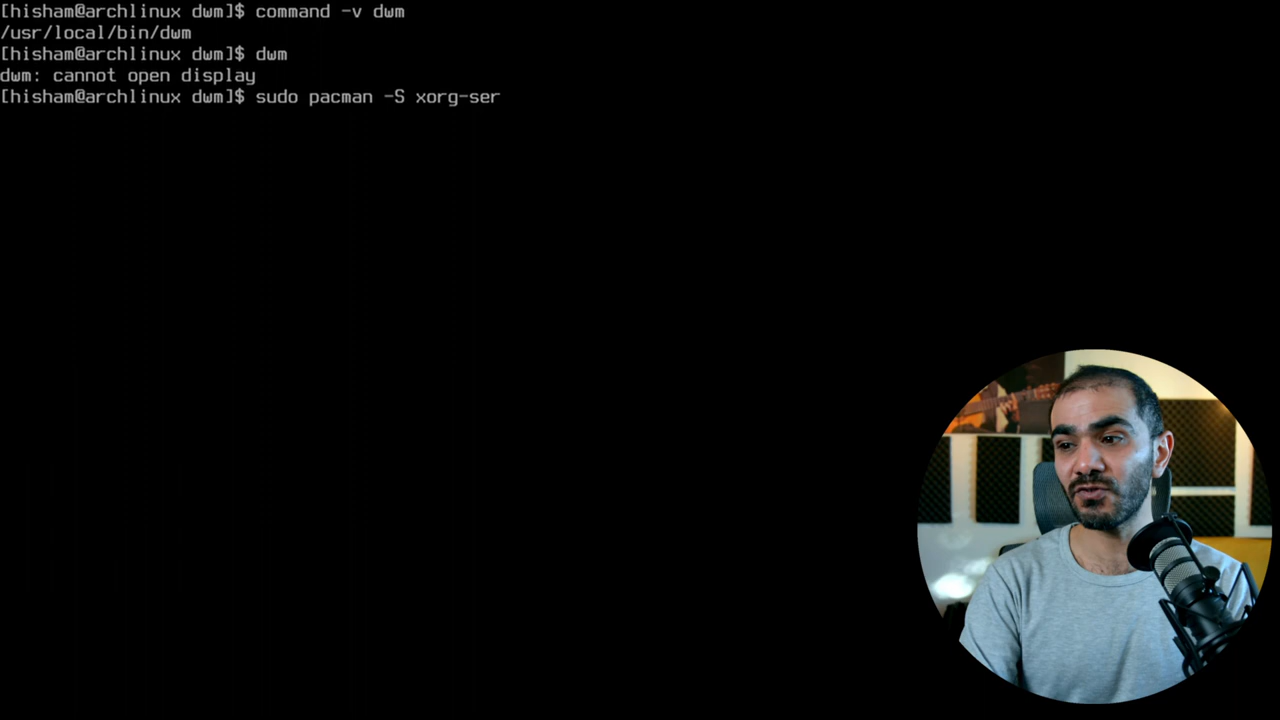 [hisham@archlinux dwm]$ command -v dwm
/usr/local/bin/dwm
[hisham@archlinux dwm]$ dwm
dwm: cannot open display
[hisham@archlinux dwm]$ sudo pacman -S xorg-ser